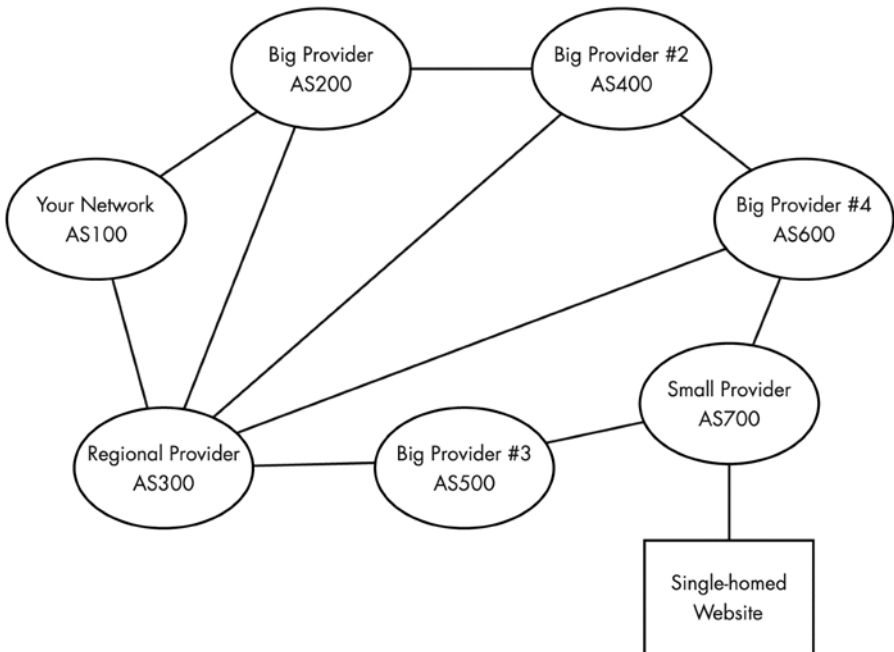 Big Provider
AS200
Big Provider #2
AS400
Your Network
AS100
Big Provider #4
AS600
Small Provider
AS700
Regional Provider
AS300
Big Provider #3
AS500
Single-homed
Website